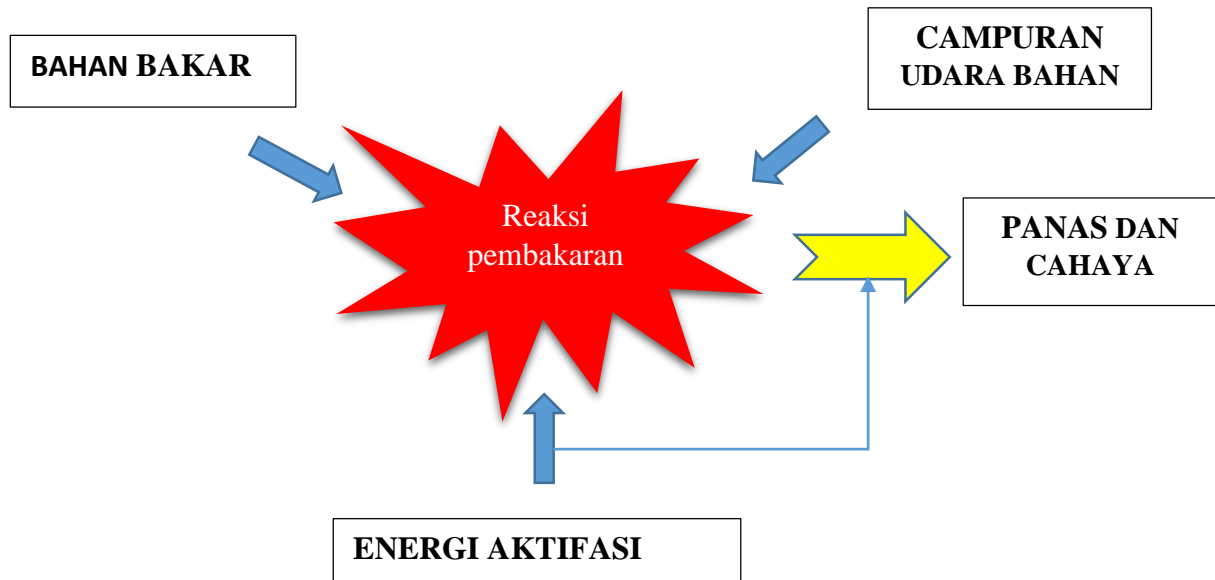 BAHAN BAKAR
CAMPURAN
UDARA BAHAN
Reaksi
pembakaran
PANAS DAN
CAHAYA
ENERGI AKTIFASI